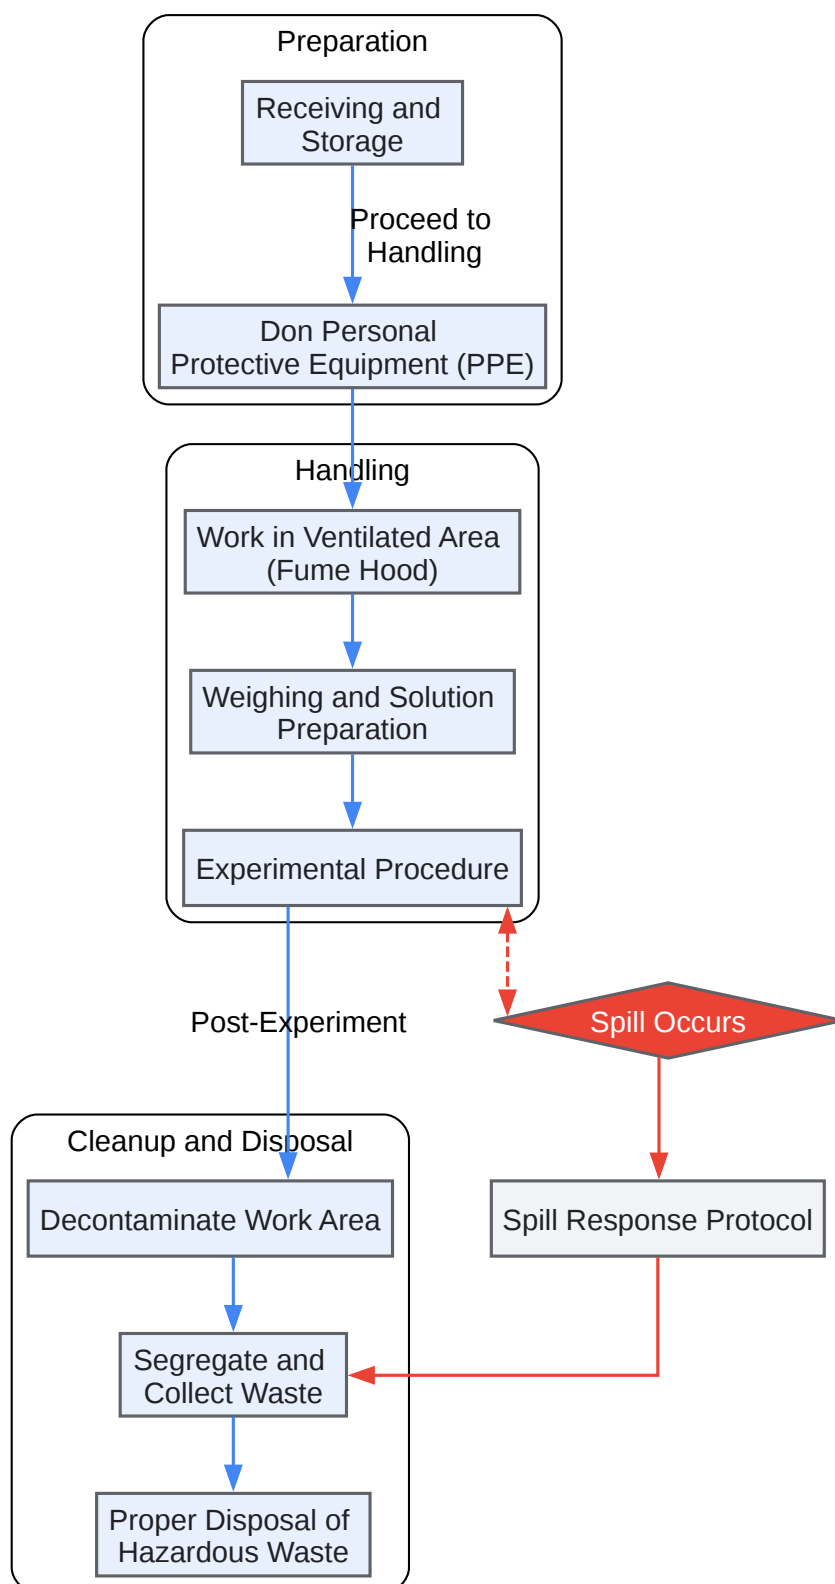 Preparation
Receiving and
Storage
Proceed to
Handling
Don Personal
Protective Equipment (PPE)
Handling
Work in Ventilated Area
(Fume Hood)
Weighing and Solution
Preparation
Experimental Procedure
Post-Experiment
Spill Occurs
Cleanup and Disposal
Decontaminate Work Area
Spill Response Protocol
Segregate and
Collect Waste
Proper Disposal of
Hazardous Waste